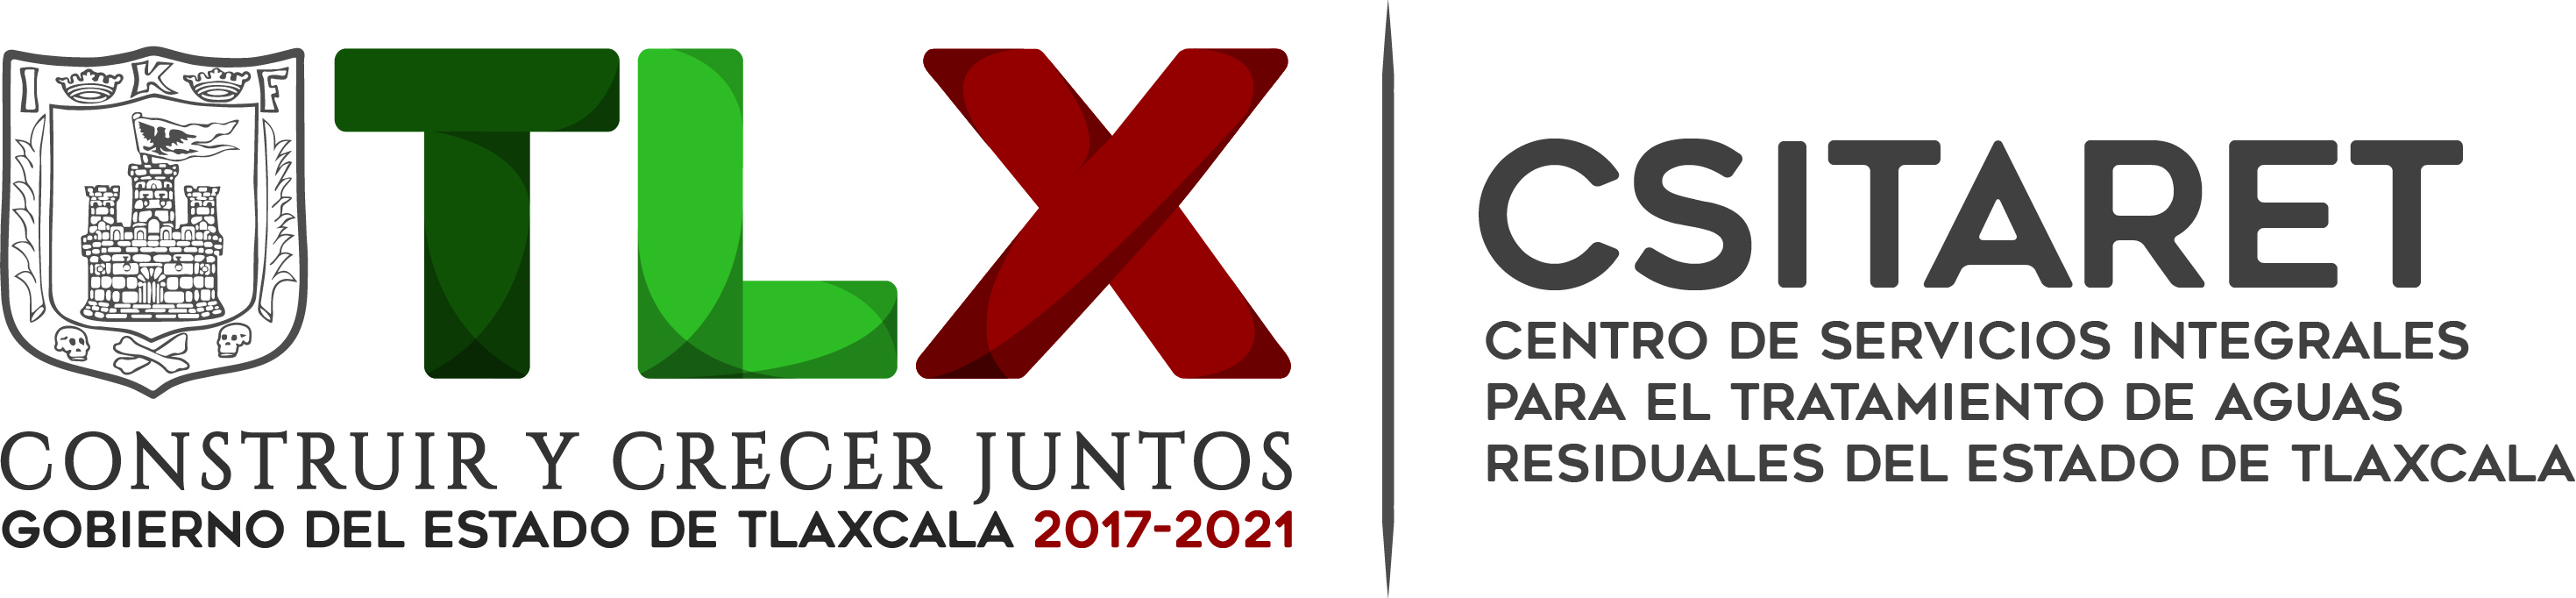 I K F
TLX
CONSTRUIR Y CRECER JUNTOS
GOBIERNO DEL ESTADO DE TLAXCALA 2017-2021
CSITARET
CENTRO DE SERVICIOS INTEGRALES
PARA EL TRATAMIENTO DE AGUAS
RESIDUALES DEL ESTADO DE TLAXCALA